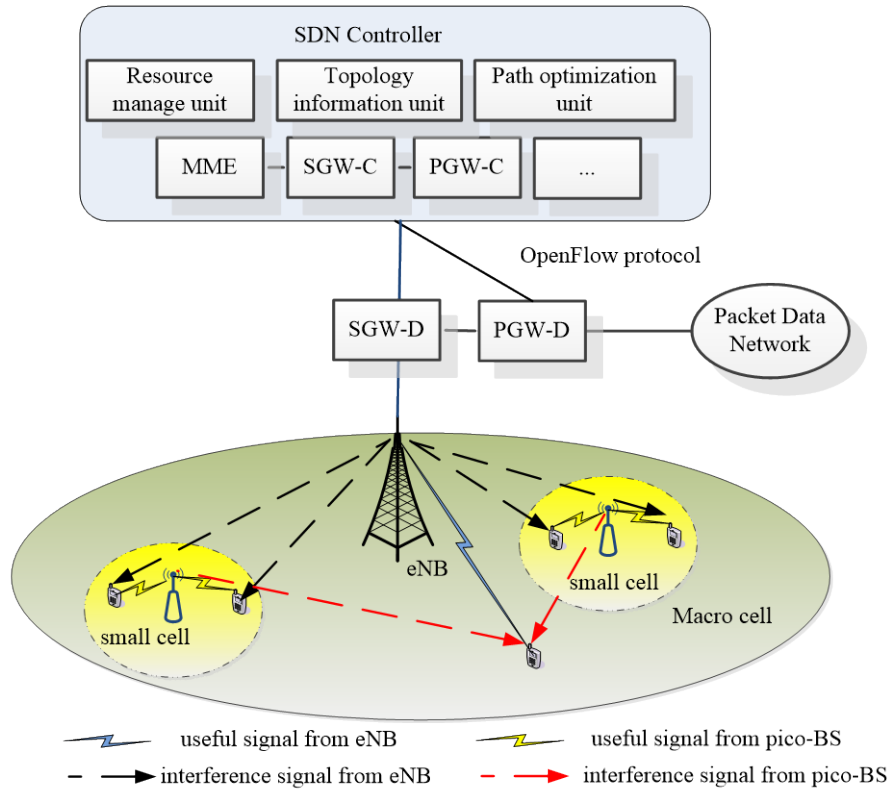 SDN Controller
Resource manage unit
Topology information unit
Path optimization unit
MME
SGW-C
PGW-C
...
OpenFlow protocol
SGW-D
PGW-D
Packet Data Network
eNB
small cell
small cell
Macro cell
useful signal from eNB
useful signal from pico-BS
interference signal from eNB
interference signal from pico-BS